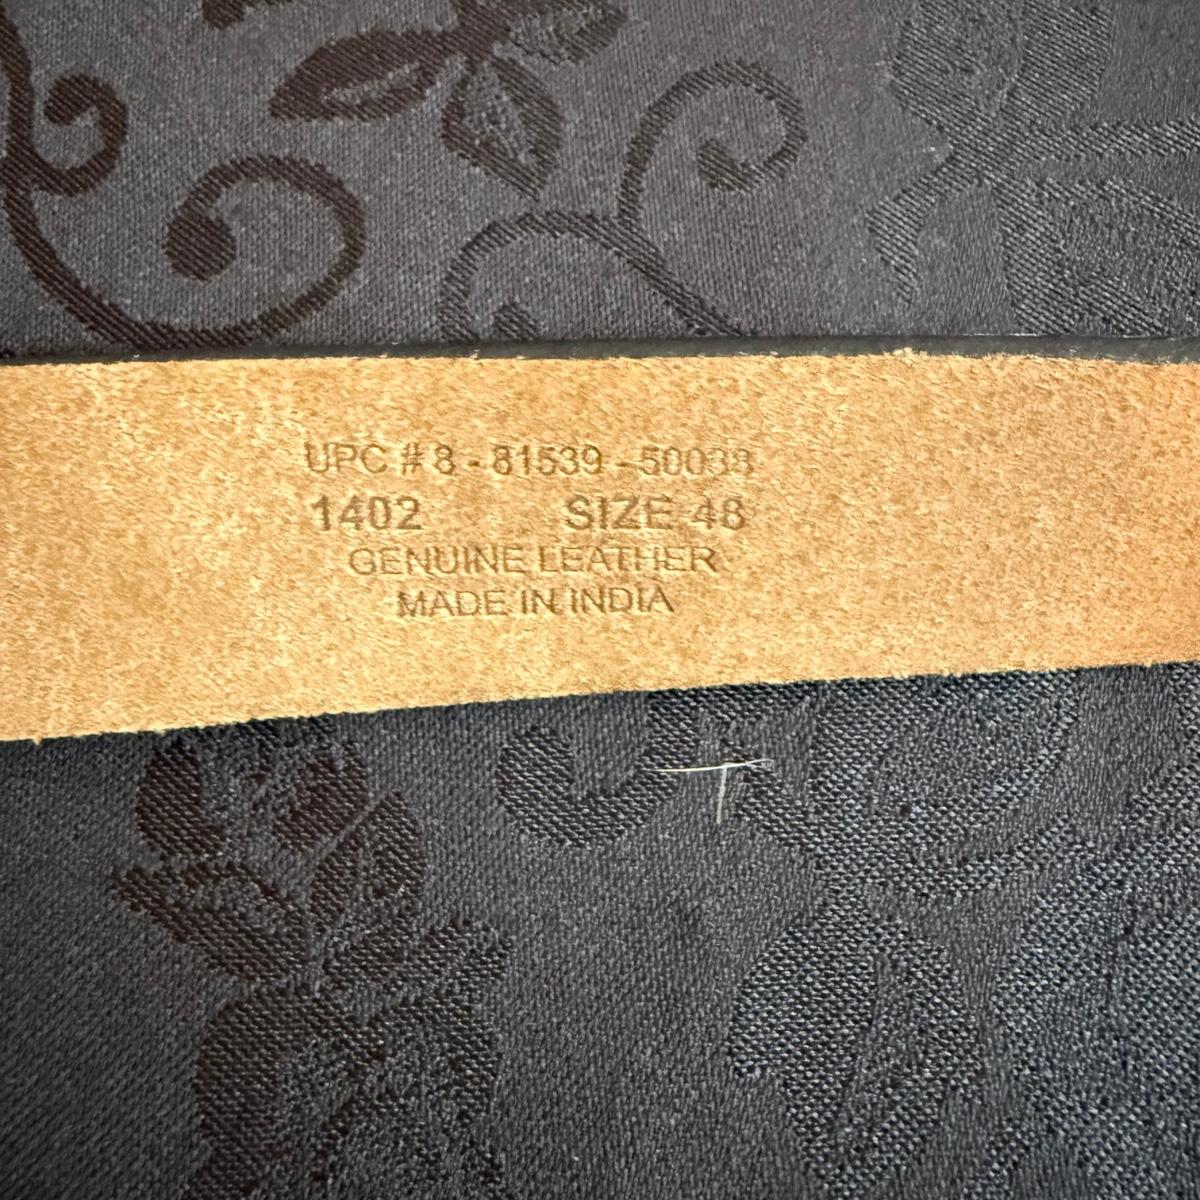 UPC # 8 - 81539 - 50038
1402 SIZE 48
GENUINE LEATHER
MADE IN INDIA